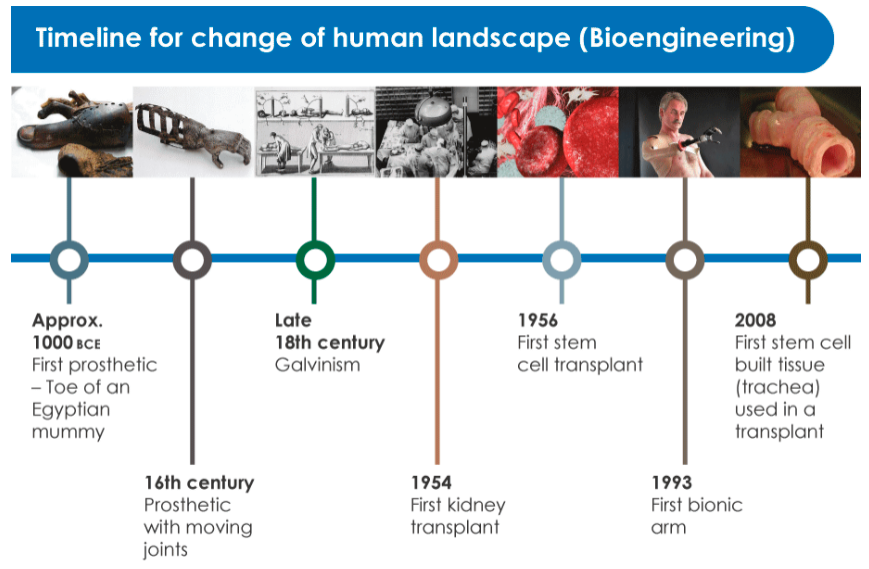 Timeline for change of human landscape (Bioengineering)
Approx.
1000 BCE
First prosthetic
– Toe of an
Egyptian
mummy
16th century
Prosthetic
with moving
joints
Late
18th century
Galvinism
1954
First kidney
transplant
1956
First stem
cell transplant
1993
First bionic
arm
2008
First stem cell
built tissue
(trachea)
used in a
transplant